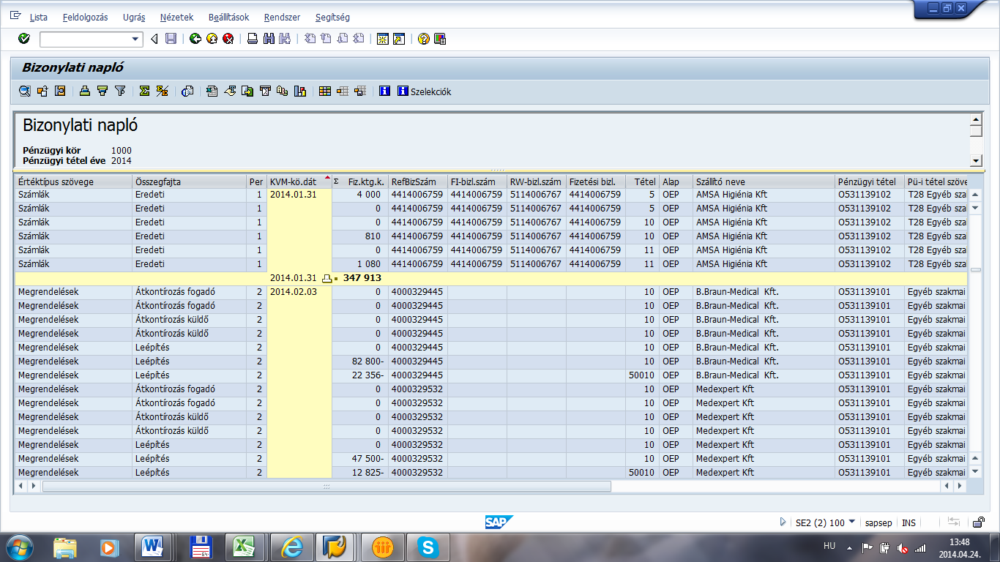 Lista Feldolgozás Ugrás Nézetek Beállítások Rendszer Segítség
Bizonylati napló
Szelekciók
Bizonylati napló
Pénzügyi kör 1000
Pénzügyi tétel éve 2014
Értéktípus szövege Összegfajta Per KVM-kö.dát Σ Fiz.ktg.k. RefBizSzám FI-bizl.szám RW-bizl.szám Fizetési bizl. Tétel Alap Szállító neve Pénzügyi tétel Pü-i tétel szöve
Számlák Eredeti 1 2014.01.31 4 000 4414006759 4414006759 5114006767 4414006759 5 OEP AMSA Higiénia Kft O531139102 T28 Egyéb sza
Számlák Eredeti 1 0 4414006759 4414006759 5114006767 4414006759 5 OEP AMSA Higiénia Kft O531139102 T28 Egyéb sza
Számlák Eredeti 1 0 4414006759 4414006759 5114006767 4414006759 10 OEP AMSA Higiénia Kft O531139102 T28 Egyéb sza
Számlák Eredeti 1 810 4414006759 4414006759 5114006767 4414006759 10 OEP AMSA Higiénia Kft O531139102 T28 Egyéb sza
Számlák Eredeti 1 0 4414006759 4414006759 5114006767 4414006759 11 OEP AMSA Higiénia Kft O531139102 T28 Egyéb sza
Számlák Eredeti 1 1 080 4414006759 4414006759 5114006767 4414006759 11 OEP AMSA Higiénia Kft O531139102 T28 Egyéb sza
2014.01.31 347 913
Megrendelések Átkontírozás fogadó 2 2014.02.03 0 4000329445 10 OEP B.Braun-Medical Kft. O531139101 Egyéb szakmai
Megrendelések Átkontírozás fogadó 2 0 4000329445 10 OEP B.Braun-Medical Kft. O531139101 Egyéb szakmai
Megrendelések Átkontírozás küldő 2 0 4000329445 10 OEP B.Braun-Medical Kft. O531139101 Egyéb szakmai
Megrendelések Átkontírozás küldő 2 0 4000329445 10 OEP B.Braun-Medical Kft. O531139101 Egyéb szakmai
Megrendelések Leépítés 2 0 4000329445 10 OEP B.Braun-Medical Kft. O531139101 Egyéb szakmai
Megrendelések Leépítés 2 82 800- 4000329445 10 OEP B.Braun-Medical Kft. O531139101 Egyéb szakmai
Megrendelések Leépítés 2 22 356- 4000329445 50010 OEP B.Braun-Medical Kft. O531139101 Egyéb szakmai
Megrendelések Átkontírozás fogadó 2 0 4000329532 10 OEP Medexpert Kft O531139101 Egyéb szakmai
Megrendelések Átkontírozás fogadó 2 0 4000329532 10 OEP Medexpert Kft O531139101 Egyéb szakmai
Megrendelések Átkontírozás küldő 2 0 4000329532 10 OEP Medexpert Kft O531139101 Egyéb szakmai
Megrendelések Átkontírozás küldő 2 0 4000329532 10 OEP Medexpert Kft O531139101 Egyéb szakmai
Megrendelések Leépítés 2 0 4000329532 10 OEP Medexpert Kft O531139101 Egyéb szakmai
Megrendelések Leépítés 2 47 500- 4000329532 10 OEP Medexpert Kft O531139101 Egyéb szakmai
Megrendelések Leépítés 2 12 825- 4000329532 50010 OEP Medexpert Kft O531139101 Egyéb szakmai
SAP SE2 (2) 100 sapsep INS
HU 13:48
2014.04.24.